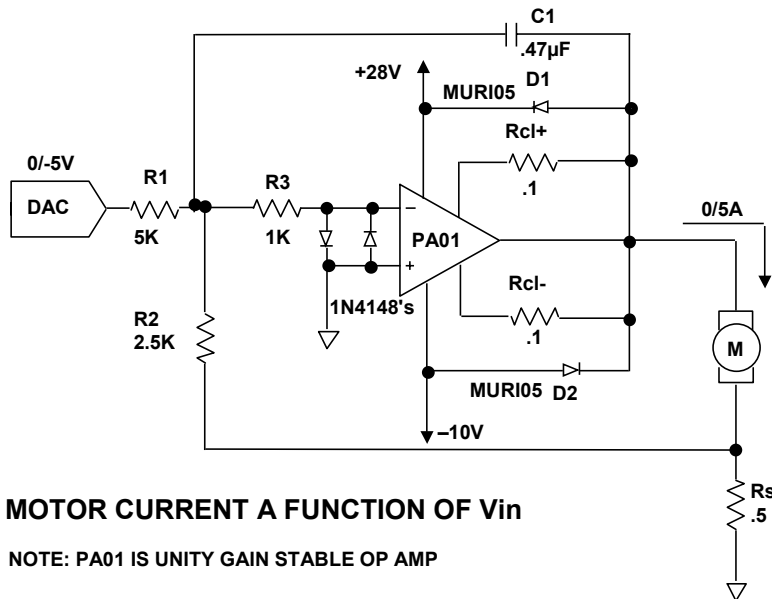 C1
.47µF
+28V
D1
MURI05
Rcl+
.1
0/-5V
DAC
R1
5K
R3
1K
−
+
PA01
0/5A
1N4148's
Rcl-
.1
R2
2.5K
M
MURI05
D2
–10V
Rs
.5
MOTOR CURRENT A FUNCTION OF Vin
NOTE: PA01 IS UNITY GAIN STABLE OP AMP